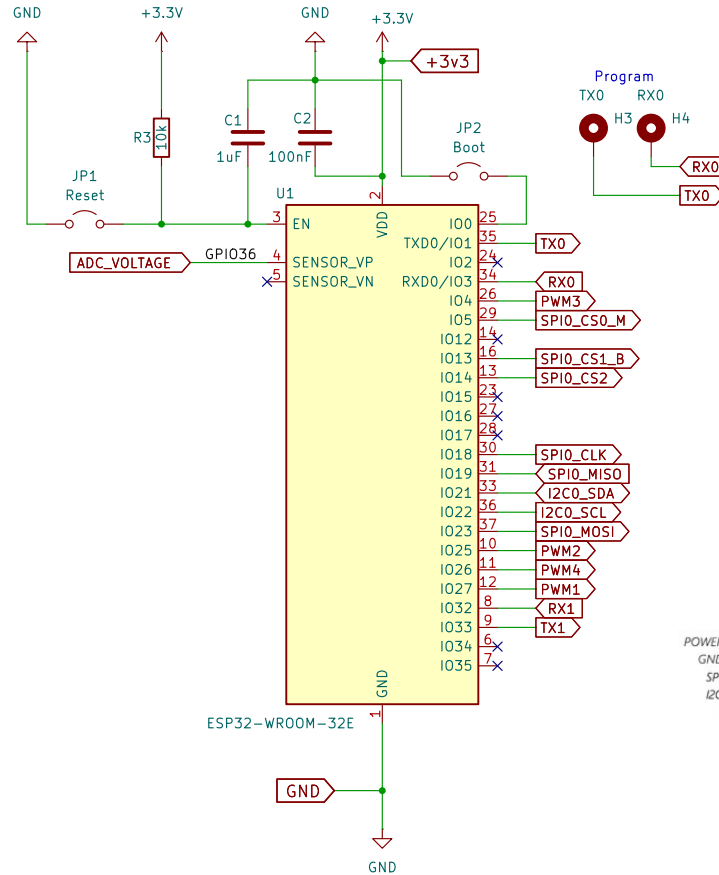 GND
+3.3V
GND
+3.3V
+3v3
Program
TX0
RX0
H3
H4
RX0
TX0
R3
10k
C1
1uF
C2
100nF
JP2
Boot
JP1
Reset
U1
2
VDD
3
EN
GPIO36
ADC_VOLTAGE
4
SENSOR_VP
5
SENSOR_VN
IO0
25
TXD0/IO1
35
TX0
IO2
24
RXD0/IO3
34
RX0
IO4
26
PWM3
IO5
29
SPI0_CS0_M
IO12
14
IO13
16
SPI0_CS1_B
IO14
13
SPI0_CS2
IO15
23
IO16
27
IO17
28
IO18
30
SPI0_CLK
IO19
31
SPI0_MISO
IO21
33
I2C0_SDA
IO22
36
I2C0_SCL
IO23
37
SPI0_MOSI
IO25
10
PWM2
IO26
11
PWM4
IO27
12
PWM1
IO32
8
RX1
IO33
9
TX1
IO34
6
IO35
7
GND
1
ESP32-WROOM-32E
GND
GND